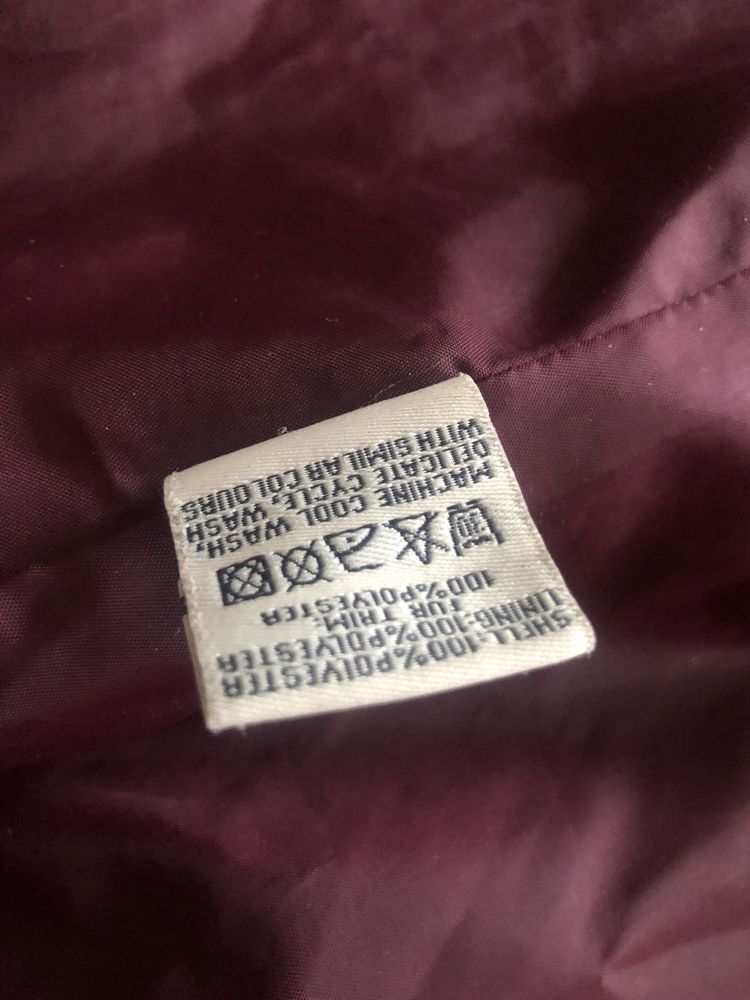 SHELL:100%POLYESTER
LINING:100%POLYESTER
FUR TRIM:
100%POLYESTER
MACHINE COOL WASH,
DELICATE CYCLE, WASH
WITH SIMILAR COLOURS